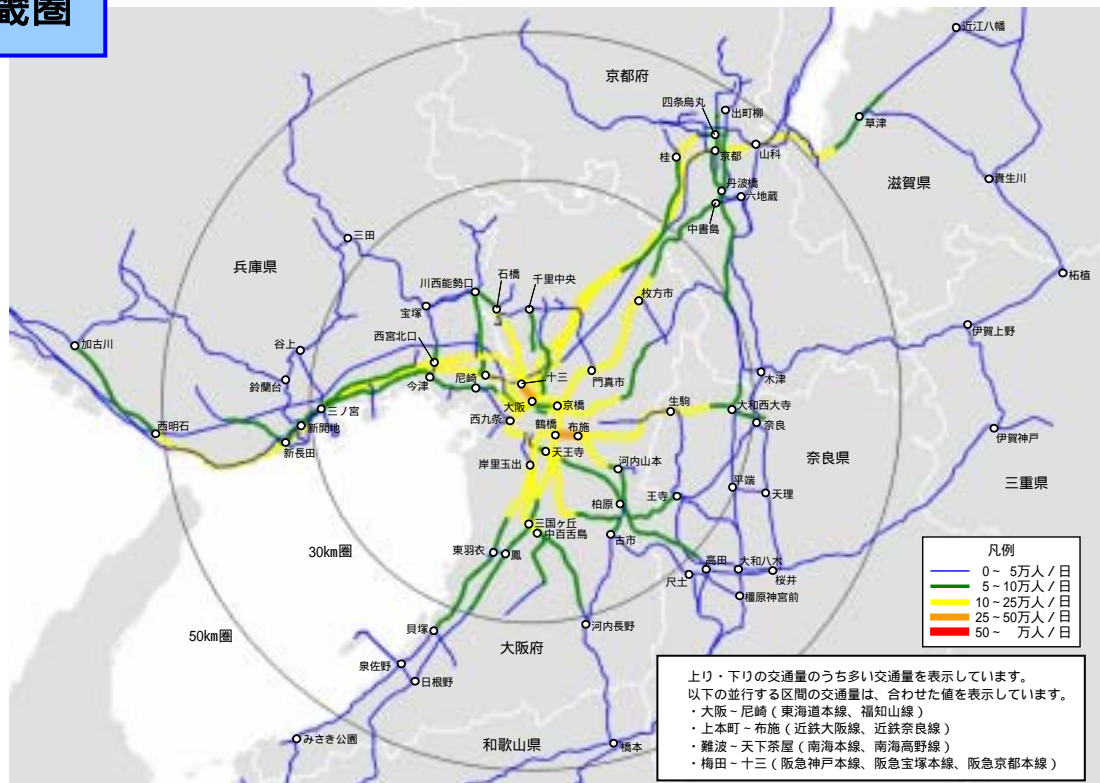 圏
近江八幡
京都府
四条烏丸
出町柳
草津
京都
山科
桂
滋賀県
貴生川
丹波橋
六地蔵
中書島
三田
兵庫県
柘植
川西能勢口
石橋
千里中央
枚方市
宝塚
伊賀上野
西宮北口
加古川
谷上
鈴蘭台
今津
尼崎
十三
門真市
木津
三ノ宮
大阪
京橋
生駒
大和西大寺
西九条
鶴橋
布施
奈良
西明石
新開地
新長田
伊賀神戸
天王寺
岸里玉出
河内山本
奈良県
三重県
平端
天理
柏原
王寺
三国ヶ丘
中百舌鳥
古市
30km圏
東羽衣
鳳
高田
大和八木
桜井
尺土
橿原神宮前
凡例
0～ 5万人/日
5～10万人/日
10～25万人/日
25～50万人/日
50～ 万人/日
貝塚
河内長野
50km圏
大阪府
泉佐野
日根野
みさき公園
和歌山県
橋本
上り・下りの交通量のうち多い交通量を表示しています。
以下の並行する区間の交通量は、合わせた値を表示しています。
・大阪～尼崎（東海道本線、福知山線）
・上本町～布施（近鉄大阪線、近鉄奈良線）
・難波～天下茶屋（南海本線、南海高野線）
・梅田～十三（阪急神戸本線、阪急宝塚本線、阪急京都本線）